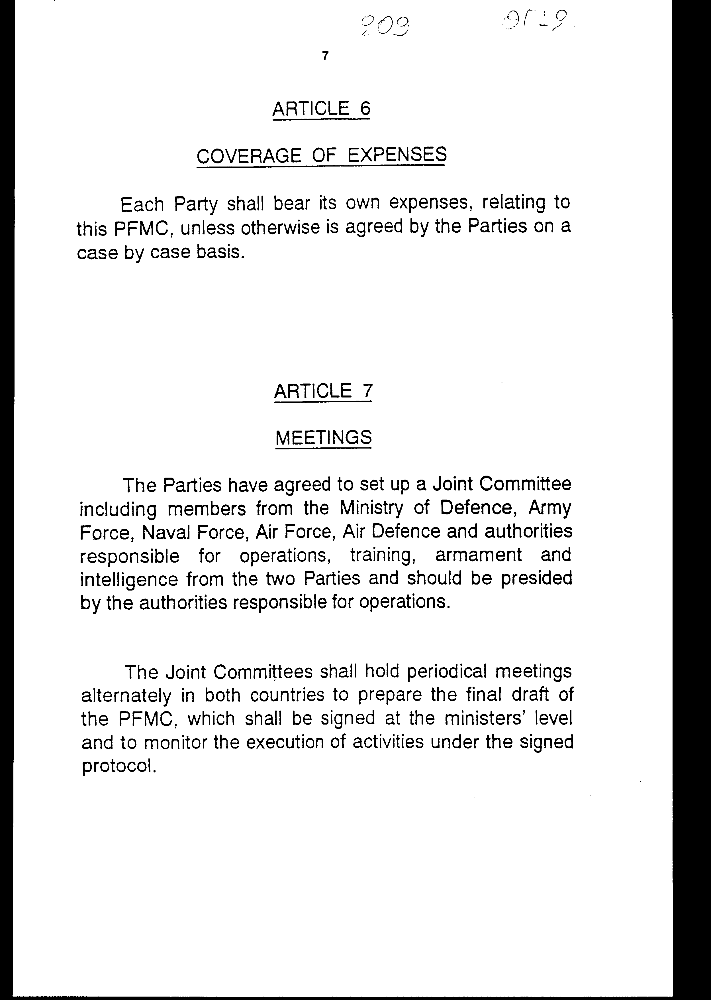 7
ARTICLE 6
COVERAGE OF EXPENSES
Each Party shall bear its own expenses, relating to
this PFMC, unless otherwise is agreed by the Parties on a
case by case basis.
ARTICLE 7
MEETINGS
The Parties have agreed to set up a Joint Committee
including members from the Ministry of Defence, Army
Force, Naval Force, Air Force, Air Defence and authorities
responsible for operations, training, armament and
intelligence from the two Parties and should be presided
by the authorities responsible for operations.
The Joint Committees shall hold periodical meetings
alternately in both countries to prepare the final draft of
the PFMC, which shall be signed at the ministers' level
and to monitor the execution of activities under the signed
protocol.